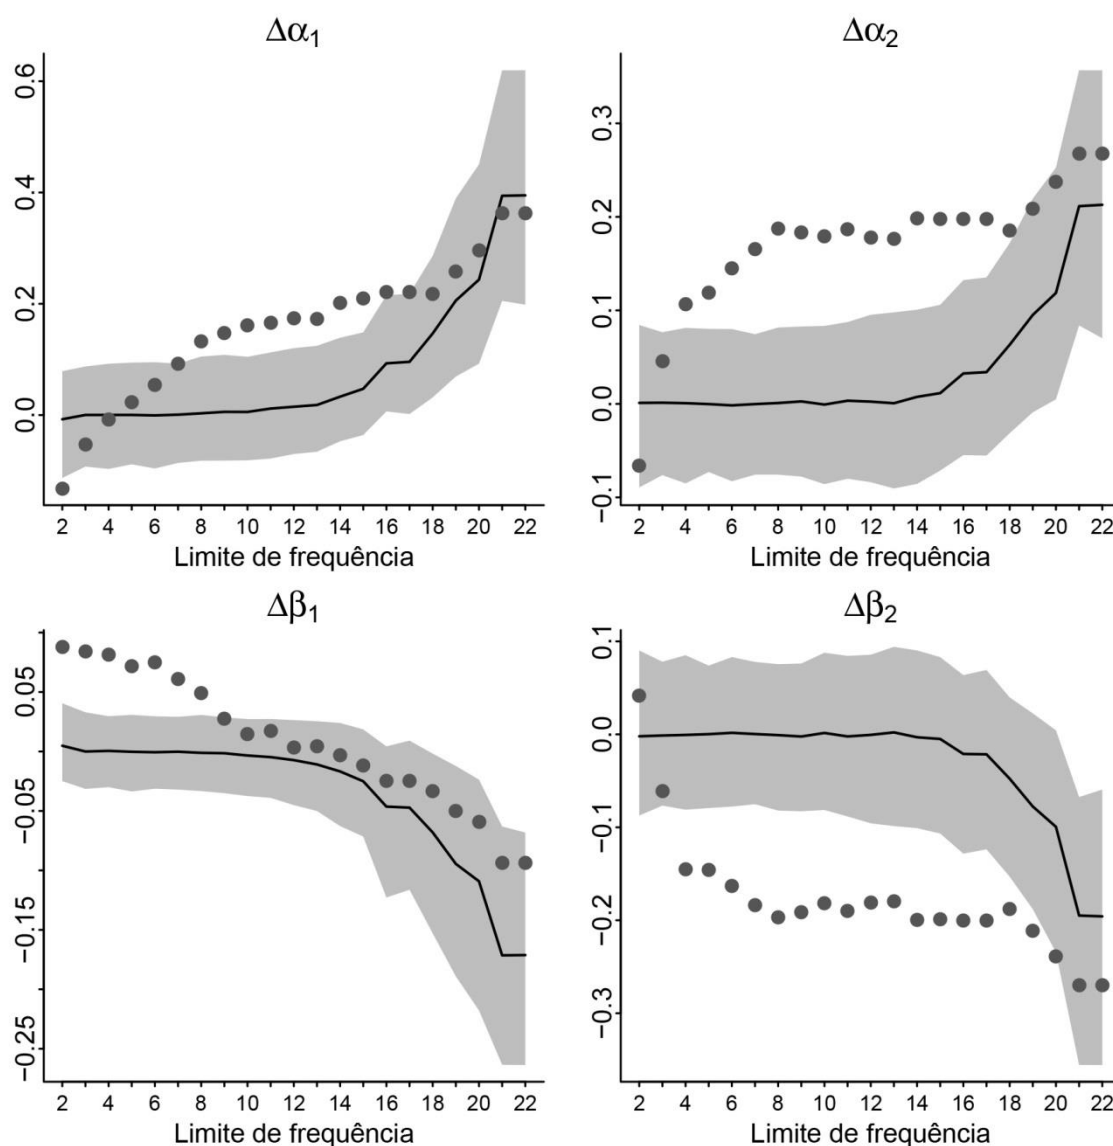 Δα₁
0.6
0.4
0.2
0.0
2 4 6 8 10 12 14 16 18 20 22
Limite de frequência
Δα₂
0.3
0.2
0.1
0.0
−0.1
2 4 6 8 10 12 14 16 18 20 22
Limite de frequência
Δβ₁
0.05
−0.05
−0.15
−0.25
2 4 6 8 10 12 14 16 18 20 22
Limite de frequência
Δβ₂
0.1
0.0
−0.1
−0.2
−0.3
2 4 6 8 10 12 14 16 18 20 22
Limite de frequência